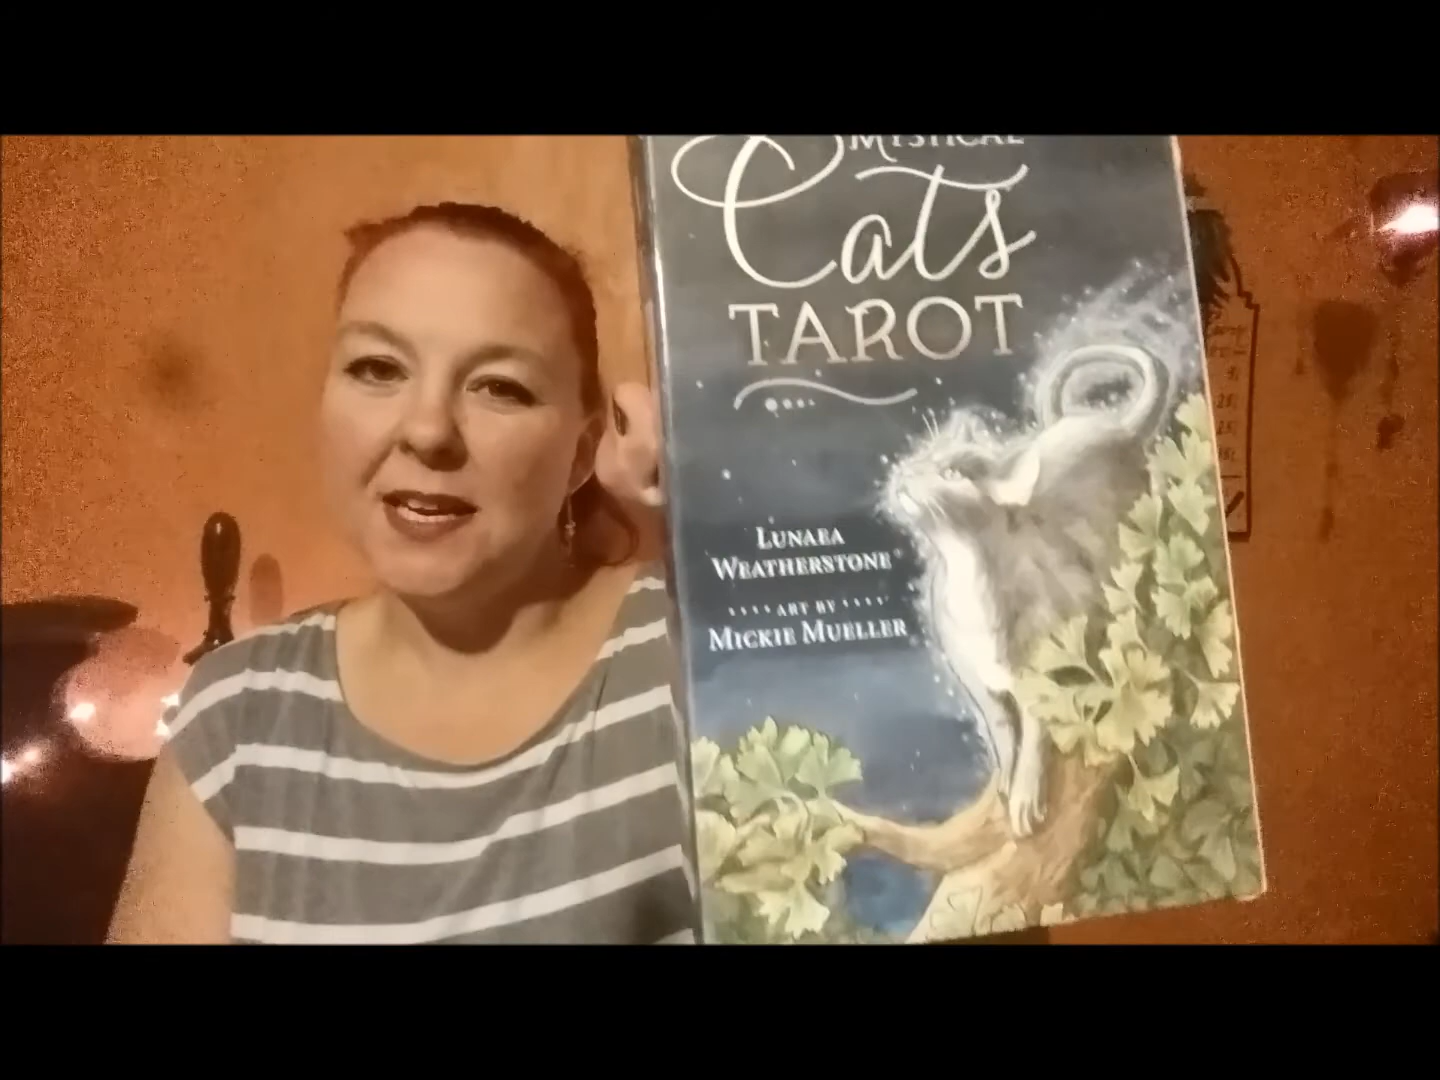 MYSTICAL
Cats
TAROT
LUNAEA
WEATHERSTONE
ART BY
MICKIE MUELLER